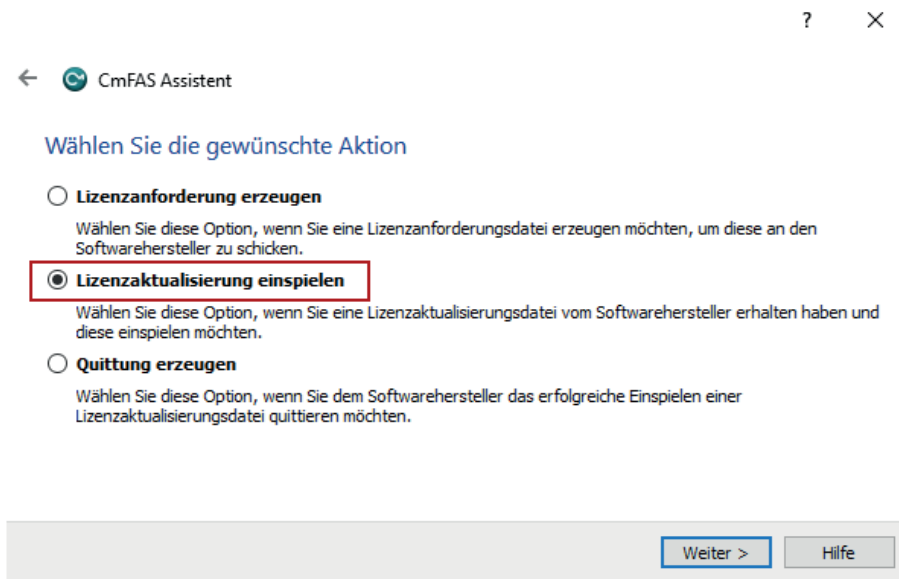 ?
CmFAS Assistent
Wählen Sie die gewünschte Aktion
Lizenzanforderung erzeugen
Wählen Sie diese Option, wenn Sie eine Lizenzanforderungsdatei erzeugen möchten, um diese an den
Softwarehersteller zu schicken.
Lizenzaktualisierung einspielen
Wählen Sie diese Option, wenn Sie eine Lizenzaktualisierungsdatei vom Softwarehersteller erhalten haben und
diese einspielen möchten.
Quittung erzeugen
Wählen Sie diese Option, wenn Sie dem Softwarehersteller das erfolgreiche Einspielen einer
Lizenzaktualisierungsdatei quittieren möchten.
Weiter > Hilfe